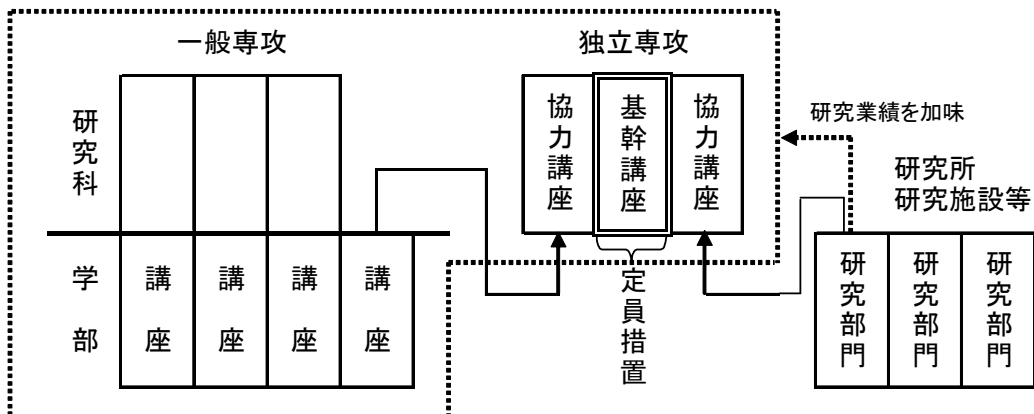 一般専攻
独立専攻
研究科
協力講座
基幹講座
協力講座
研究業績を加味
研究所
研究施設等
学部
講座
講座
講座
講座
定員措置
研究部門
研究部門
研究部門